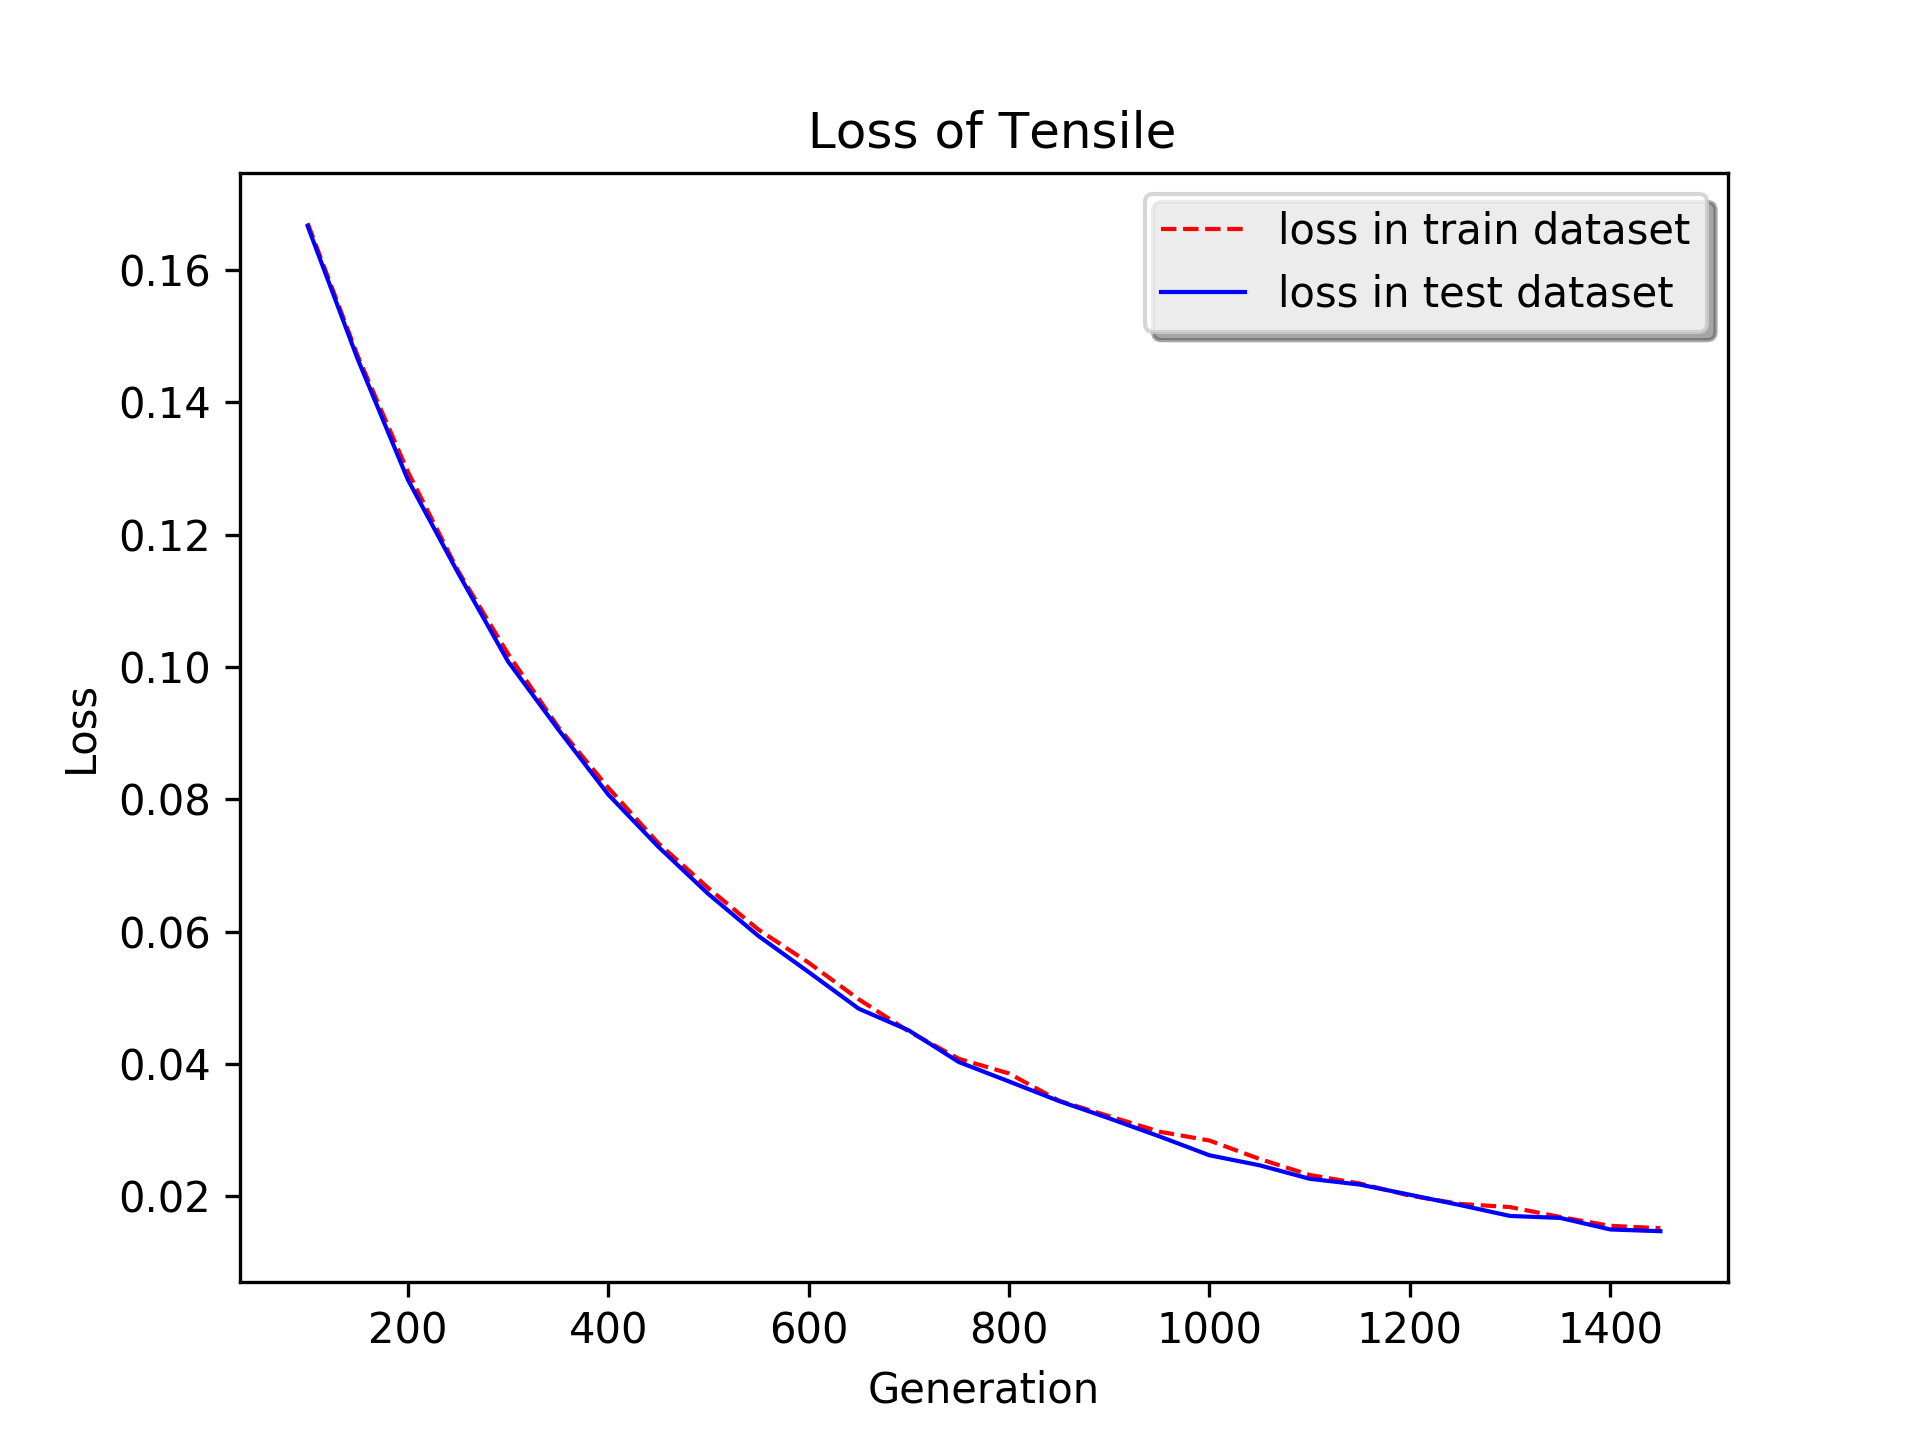 Loss of Tensile
loss in train dataset
loss in test dataset
0.16
0.14
0.12
0.10
0.08
0.06
0.04
0.02
Loss
200 400 600 800 1000 1200 1400
Generation